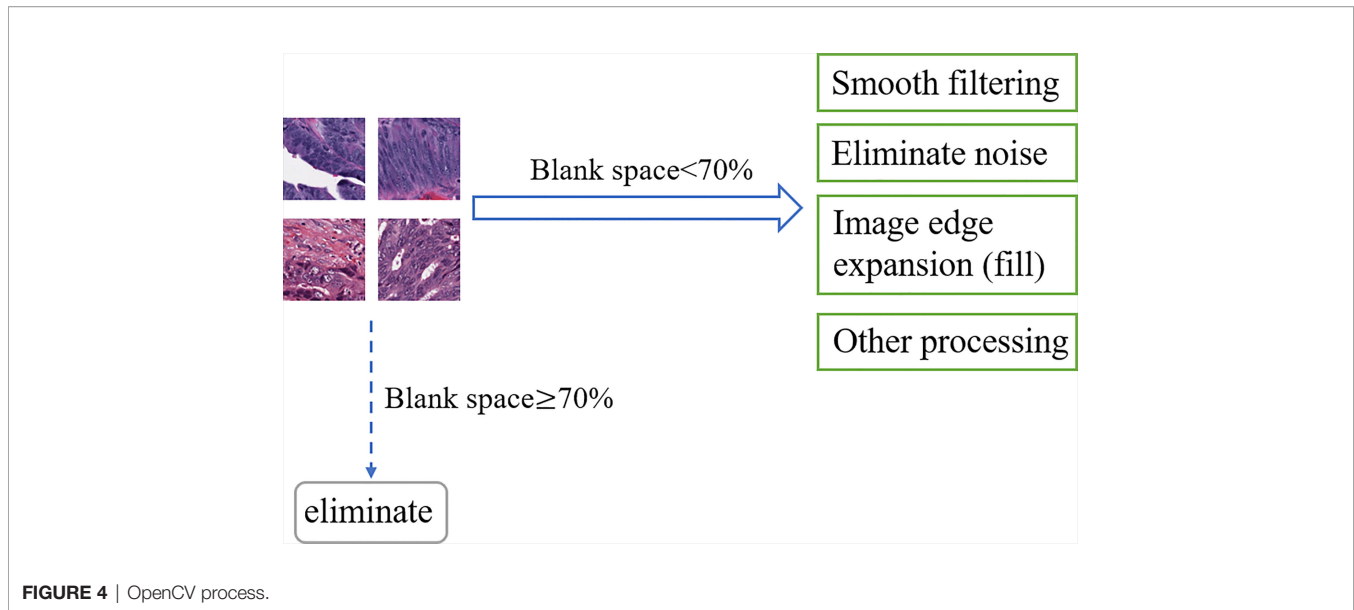 Smooth filtering
Eliminate noise
Blank space<70%
Image edge
expansion (fill)
Other processing
Blank space≥70%
eliminate
FIGURE 4 | OpenCV process.